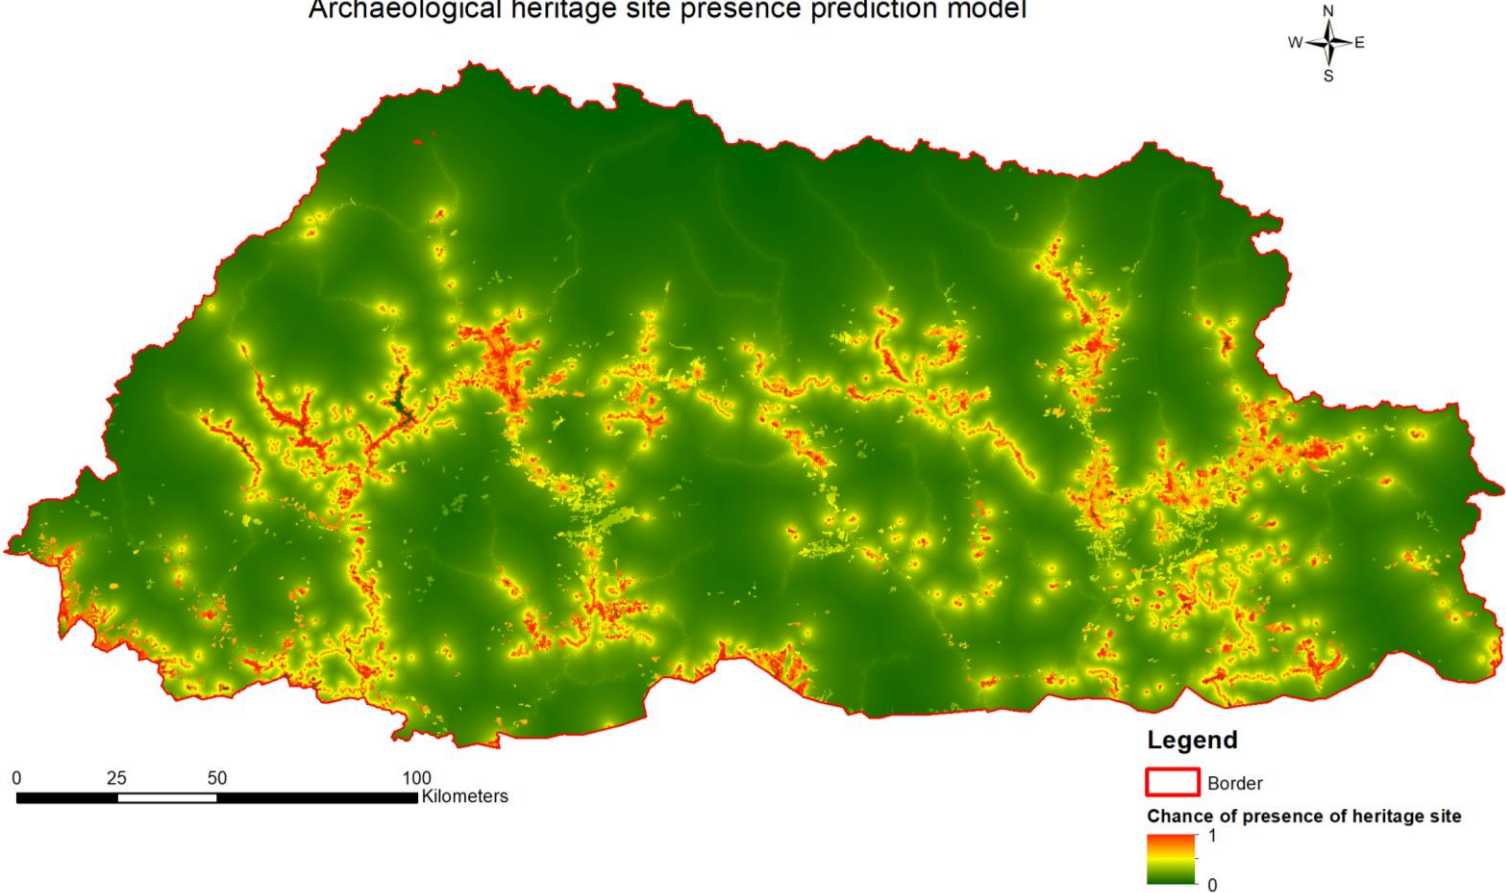 Archaeological heritage site presence prediction model
N
W E
S
Legend
0 25 50 100
Kilometers
Border
Chance of presence of heritage site
1
0